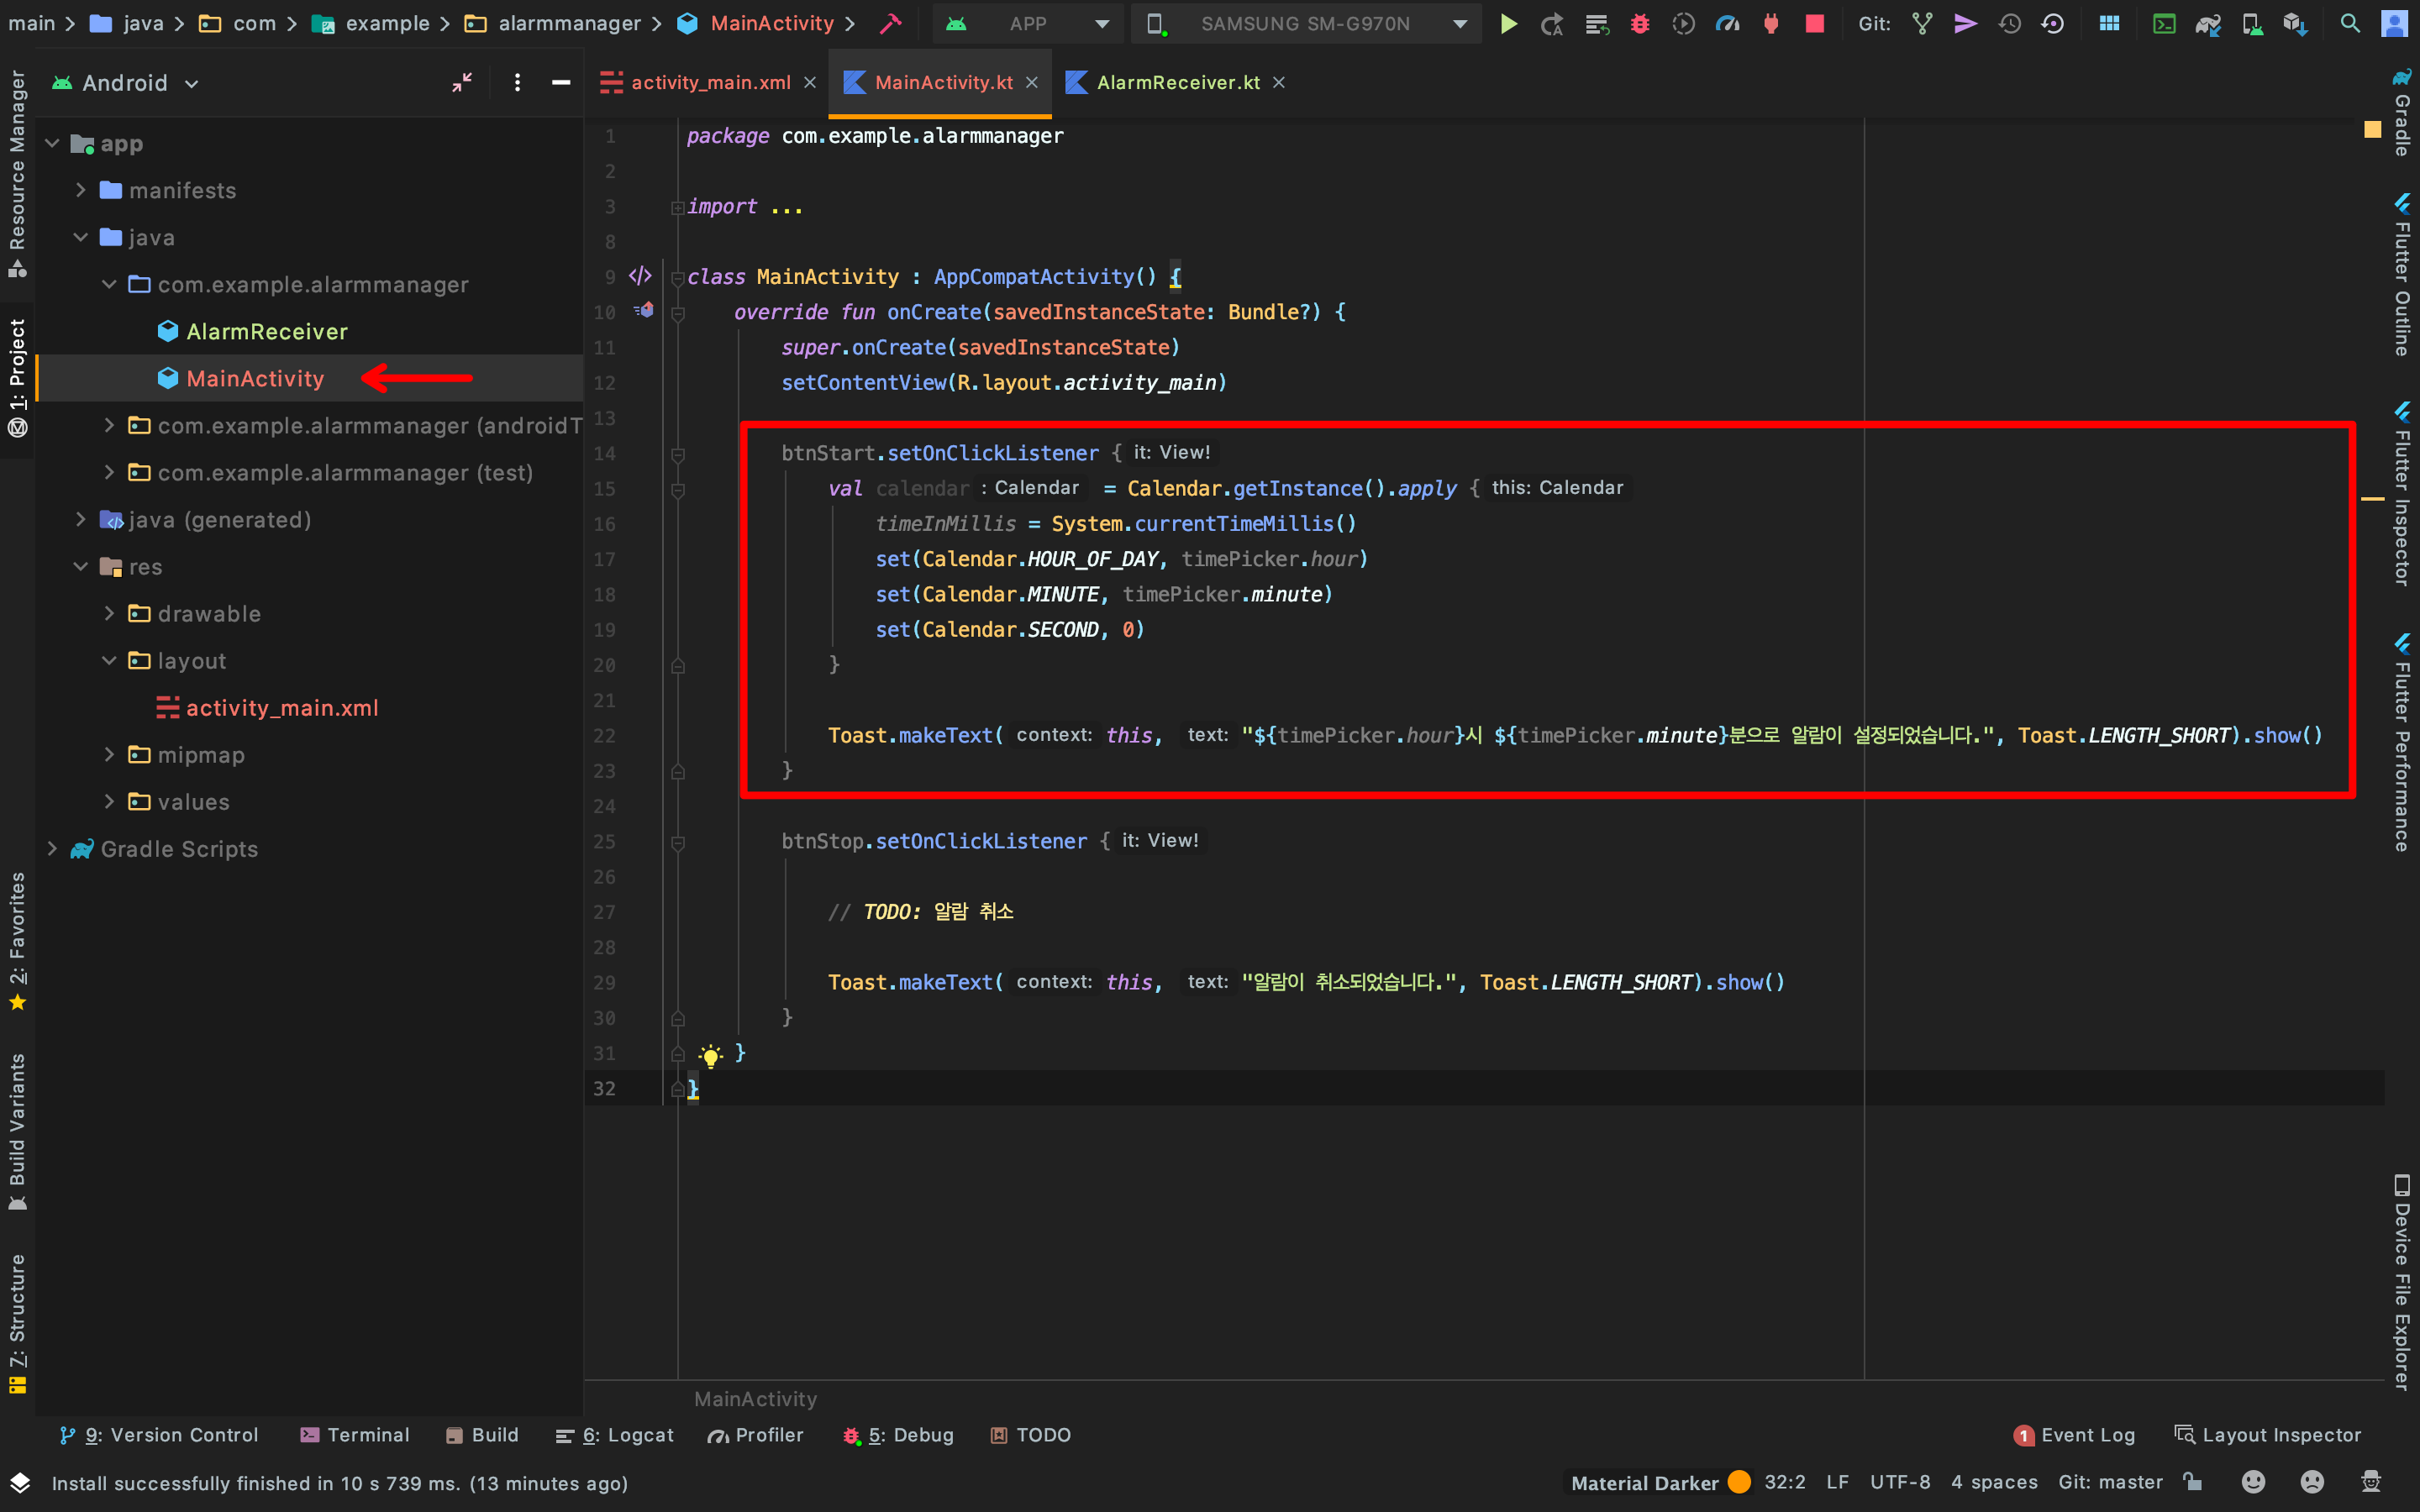 main > java > com > example > alarmmanager > MainActivity >
APP
SAMSUNG SM-G970N
Git:
Android
activity_main.xml
MainActivity.kt
AlarmReceiver.kt
Resource Manager
1: Project
2: Favorites
Build Variants
7: Structure
app
manifests
java
com.example.alarmmanager
AlarmReceiver
MainActivity
com.example.alarmmanager (androidT
com.example.alarmmanager (test)
java (generated)
res
drawable
layout
activity_main.xml
mipmap
values
Gradle Scripts
1 package com.example.alarmmanager
2
3 import ...
8
9 class MainActivity : AppCompatActivity() {
10 override fun onCreate(savedInstanceState: Bundle?) {
11 super.onCreate(savedInstanceState)
12 setContentView(R.layout.activity_main)
13
14 btnStart.setOnClickListener { it: View!
15 val calendar : Calendar = Calendar.getInstance().apply { this: Calendar
16 timeInMillis = System.currentTimeMillis()
17 set(Calendar.HOUR_OF_DAY, timePicker.hour)
18 set(Calendar.MINUTE, timePicker.minute)
19 set(Calendar.SECOND, 0)
20 }
21
22 Toast.makeText( context: this, text: "${timePicker.hour}시 ${timePicker.minute}분으로 알람이 설정되었습니다.", Toast.LENGTH_SHORT).show()
23 }
24
25 btnStop.setOnClickListener { it: View!
26
27 // TODO: 알람 취소
28
29 Toast.makeText( context: this, text: "알람이 취소되었습니다.", Toast.LENGTH_SHORT).show()
30 }
31 }
32 }
MainActivity
Gradle
Flutter Outline
Flutter Inspector
Flutter Performance
Device File Explorer
9: Version Control
Terminal
Build
6: Logcat
Profiler
5: Debug
TODO
1 Event Log
Layout Inspector
Install successfully finished in 10 s 739 ms. (13 minutes ago)
Material Darker
32:2
LF
UTF-8
4 spaces
Git: master